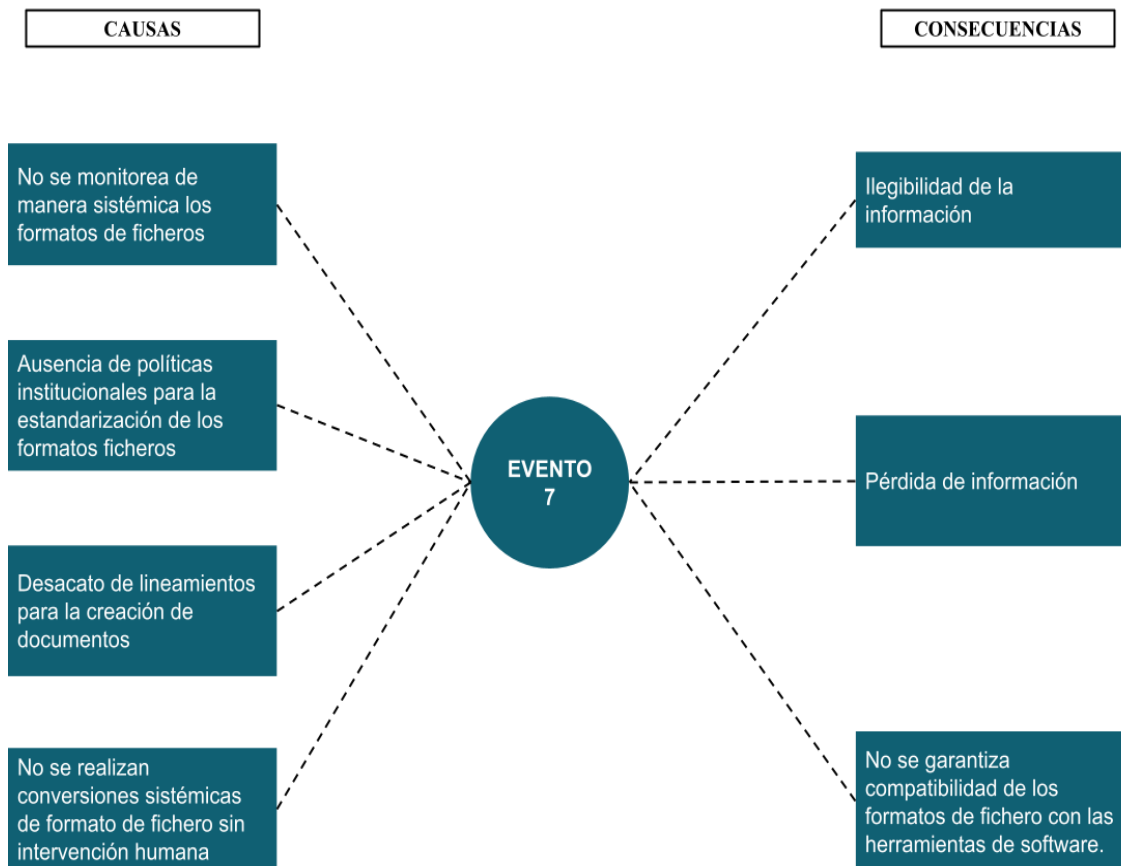 CAUSAS
CONSECUENCIAS
No se monitorea de
manera sistémica los
formatos de ficheros
Ausencia de políticas
institucionales para la
estandarización de los
formatos ficheros
Desacato de lineamientos
para la creación de
documentos
No se realizan
conversiones sistémicas
de formato de fichero sin
intervención humana
EVENTO
7
Ilegibilidad de la
información
Pérdida de información
No se garantiza
compatibilidad de los
formatos de fichero con las
herramientas de software.